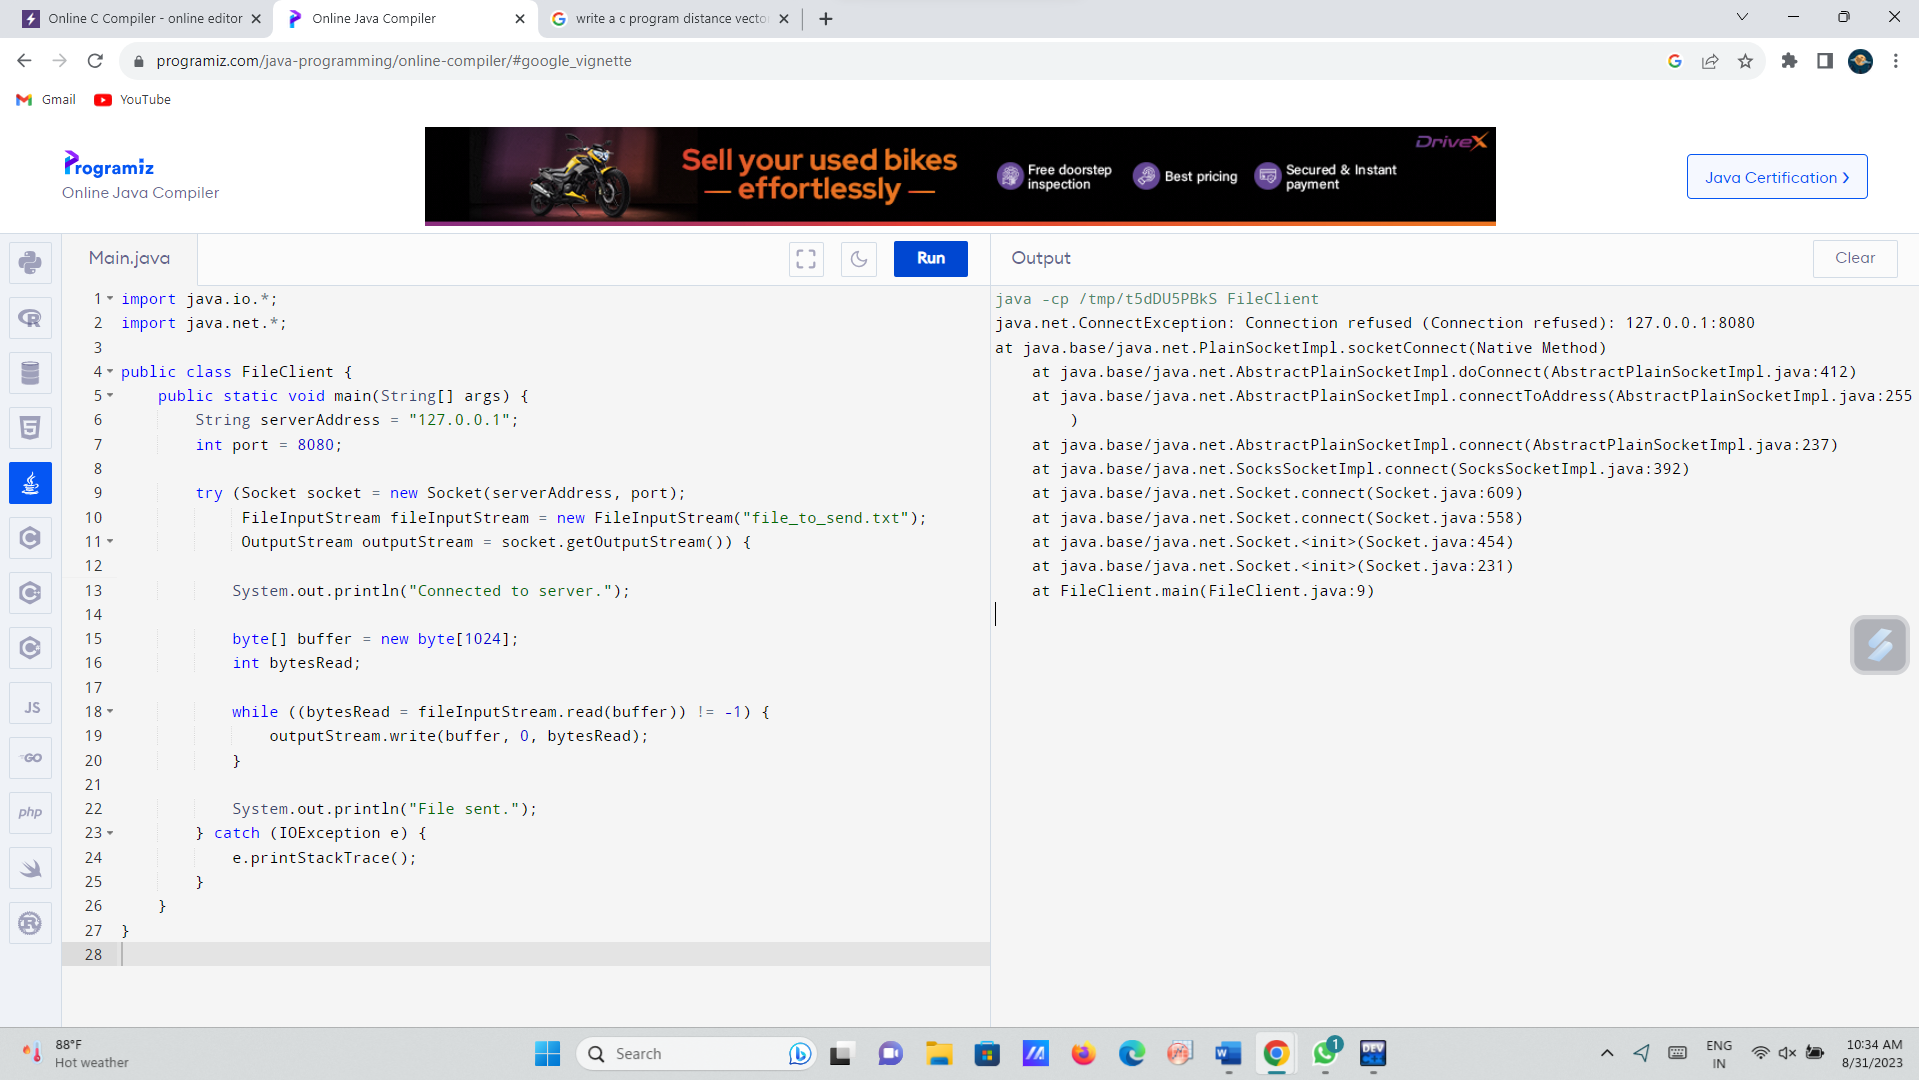 Online C Compiler - online editor
Online Java Compiler
write a c program distance vecto
programiz.com/java-programming/online-compiler/#google_vignette
Gmail
YouTube
Programiz
Online Java Compiler
Sell your used bikes
— effortlessly —
Free doorstep
inspection
Best pricing
Secured & Instant
payment
DriveX
Java Certification ›
Main.java
Run
Output
Clear
1 import java.io.*;
2 import java.net.*;
3
4 public class FileClient {
5 public static void main(String[] args) {
6 String serverAddress = "127.0.0.1";
7 int port = 8080;
8
9 try (Socket socket = new Socket(serverAddress, port);
10 FileInputStream fileInputStream = new FileInputStream("file_to_send.txt");
11 OutputStream outputStream = socket.getOutputStream()) {
12
13 System.out.println("Connected to server.");
14
15 byte[] buffer = new byte[1024];
16 int bytesRead;
17
18 while ((bytesRead = fileInputStream.read(buffer)) != -1) {
19 outputStream.write(buffer, 0, bytesRead);
20 }
21
22 System.out.println("File sent.");
23 } catch (IOException e) {
24 e.printStackTrace();
25 }
26 }
27 }
28
java -cp /tmp/t5dDU5PBkS FileClient
java.net.ConnectException: Connection refused (Connection refused): 127.0.0.1:8080
at java.base/java.net.PlainSocketImpl.socketConnect(Native Method)
at java.base/java.net.AbstractPlainSocketImpl.doConnect(AbstractPlainSocketImpl.java:412)
at java.base/java.net.AbstractPlainSocketImpl.connectToAddress(AbstractPlainSocketImpl.java:255
)
at java.base/java.net.AbstractPlainSocketImpl.connect(AbstractPlainSocketImpl.java:237)
at java.base/java.net.SocksSocketImpl.connect(SocksSocketImpl.java:392)
at java.base/java.net.Socket.connect(Socket.java:609)
at java.base/java.net.Socket.connect(Socket.java:558)
at java.base/java.net.Socket.<init>(Socket.java:454)
at java.base/java.net.Socket.<init>(Socket.java:231)
at FileClient.main(FileClient.java:9)
JS
GO
php
88°F
Hot weather
Search
1
DEV
ENG
IN
10:34 AM
8/31/2023